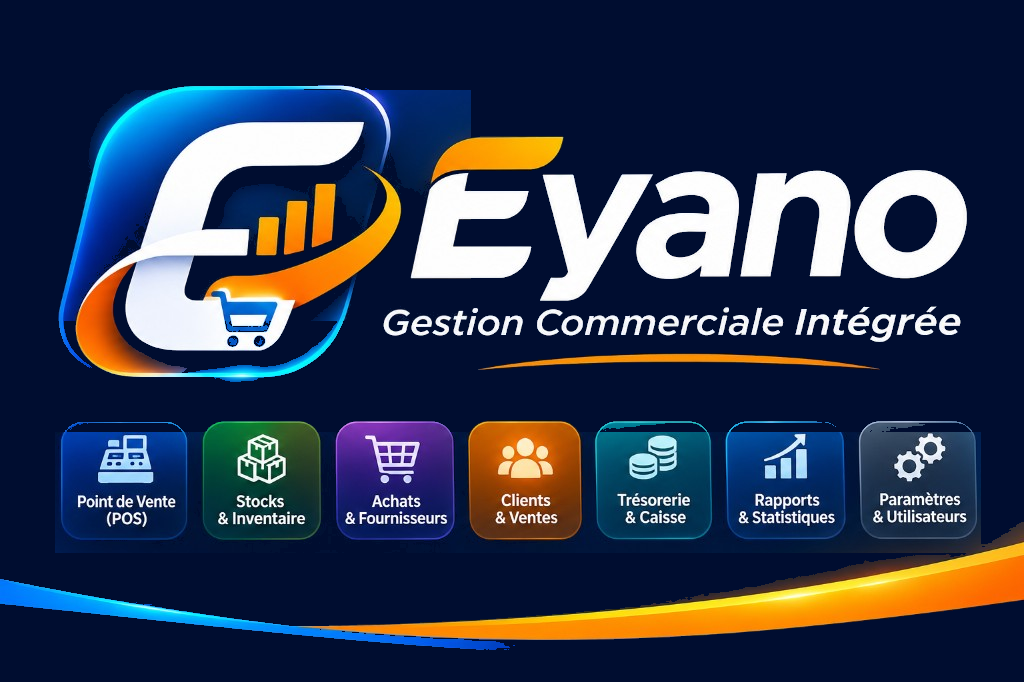 Eyano
Gestion Commerciale Intégrée
Point de Vente
(POS)
Stocks
& Inventaire
Achats
& Fournisseurs
Clients
& Ventes
Trésorerie
& Caisse
Rapports
& Statistiques
Paramètres
& Utilisateurs